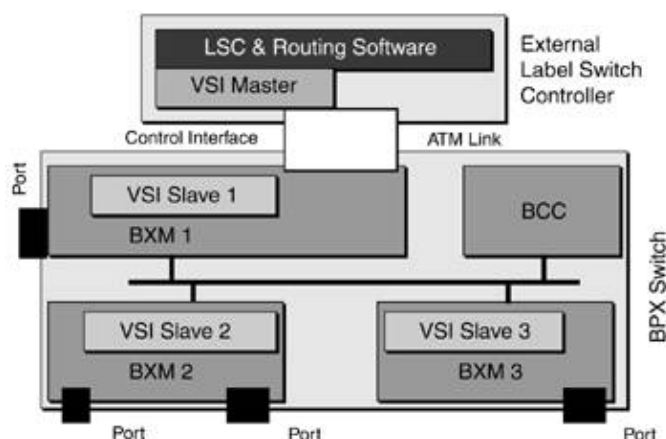 LSC & Routing Software
VSI Master
External
Label Switch
Controller
Control Interface
ATM Link
Port
VSI Slave 1
BXM 1
BCC
BPX Switch
VSI Slave 2
BXM 2
VSI Slave 3
BXM 3
Port
Port
Port